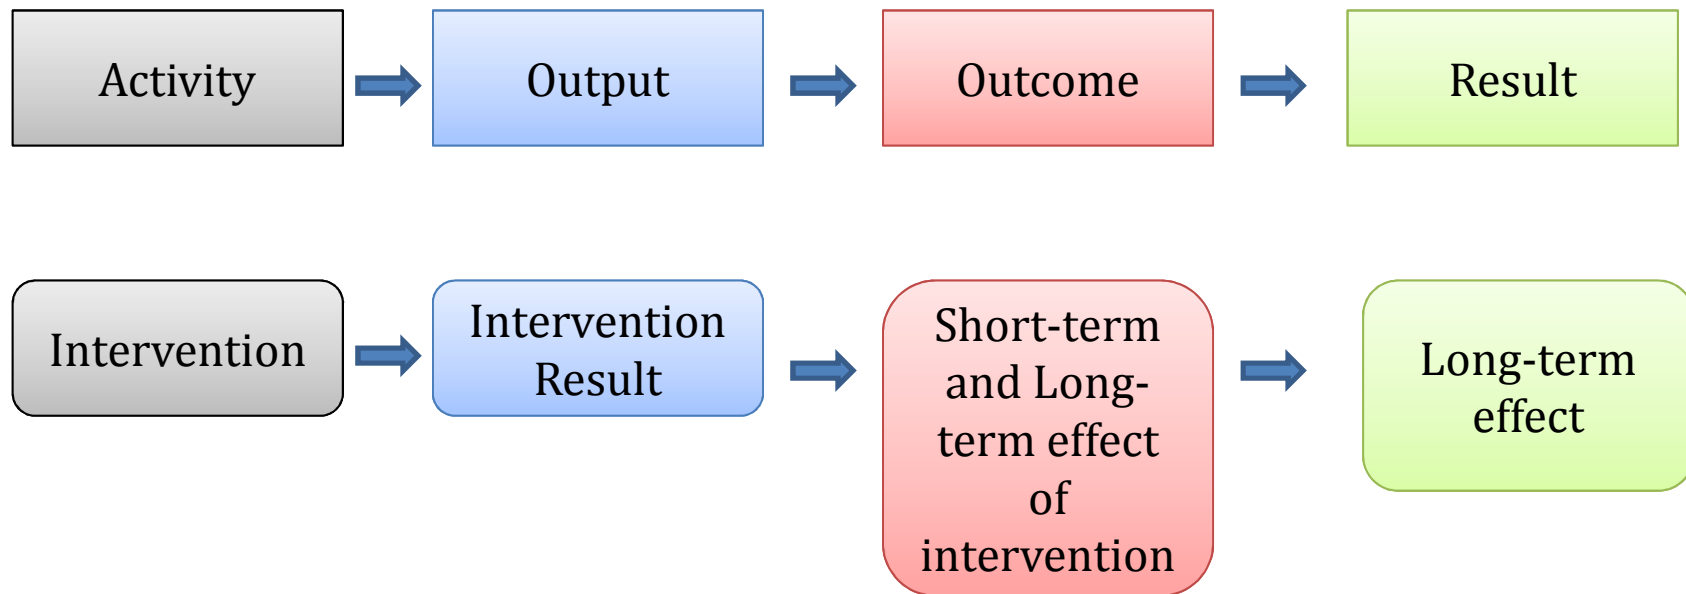 Activity
Output
Outcome
Result
Intervention
Intervention
Result
Short-term
and Long-
term effect
of
intervention
Long-term
effect